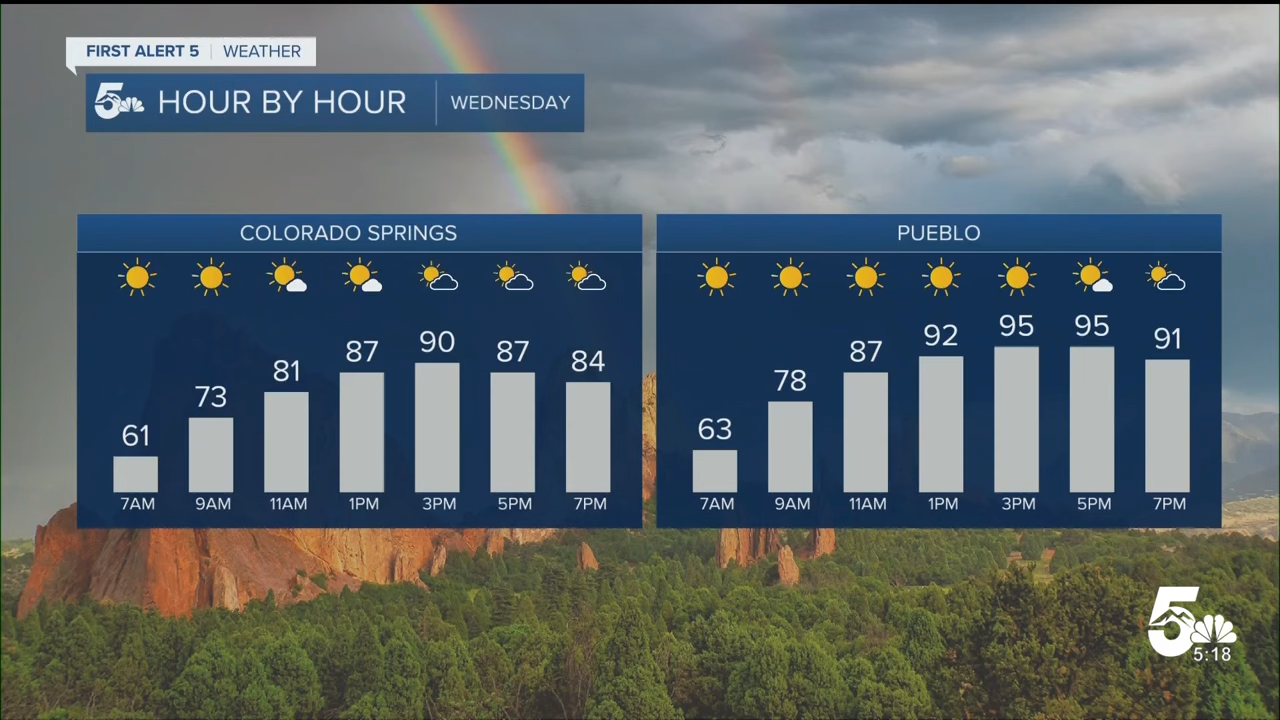 FIRST ALERT 5 | WEATHER
5 HOUR BY HOUR | WEDNESDAY
COLORADO SPRINGS
61 73 81 87 90 87 84
7AM 9AM 11AM 1PM 3PM 5PM 7PM
PUEBLO
63 78 87 92 95 95 91
7AM 9AM 11AM 1PM 3PM 5PM 7PM
5
5:18